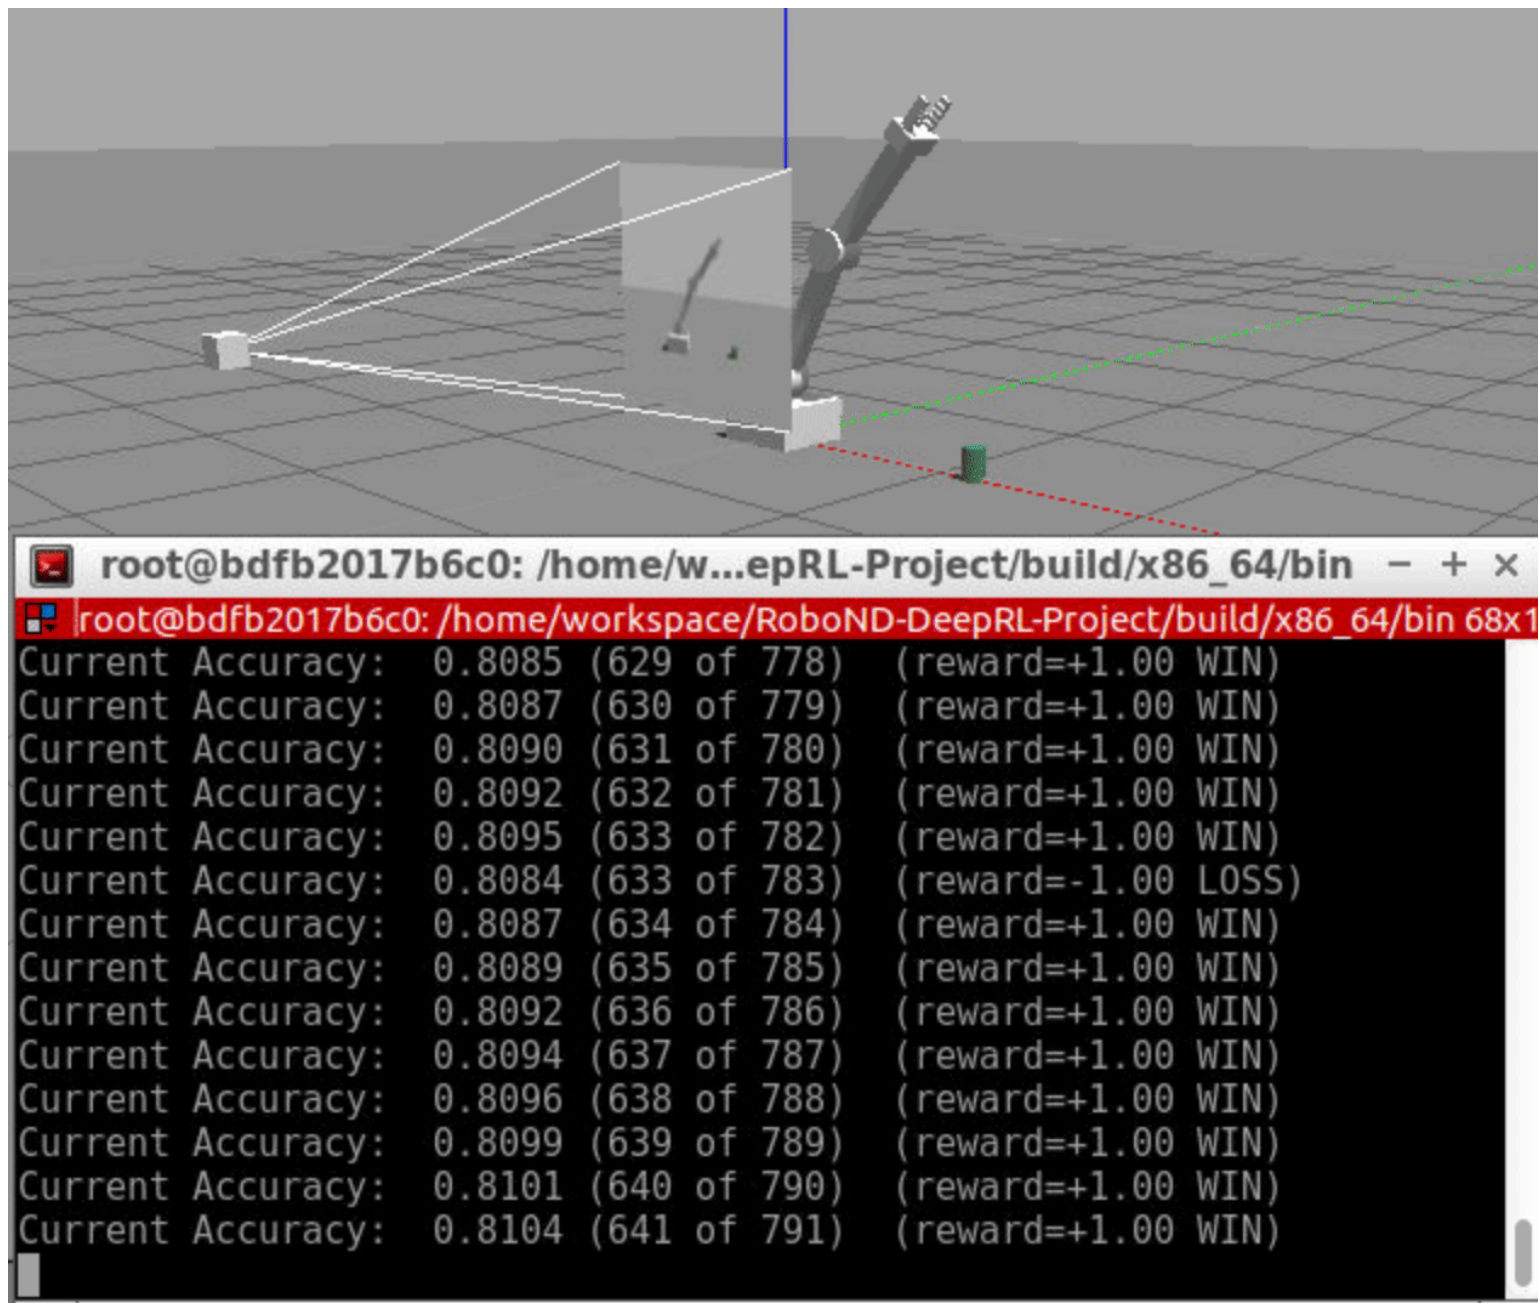 root@bdfb2017b6c0: /home/w...epRL-Project/build/x86_64/bin
root@bdfb2017b6c0: /home/workspace/RoboND-DeepRL-Project/build/x86_64/bin 68x1
Current Accuracy:  0.8085 (629 of 778)  (reward=+1.00 WIN)
Current Accuracy:  0.8087 (630 of 779)  (reward=+1.00 WIN)
Current Accuracy:  0.8090 (631 of 780)  (reward=+1.00 WIN)
Current Accuracy:  0.8092 (632 of 781)  (reward=+1.00 WIN)
Current Accuracy:  0.8095 (633 of 782)  (reward=+1.00 WIN)
Current Accuracy:  0.8084 (633 of 783)  (reward=-1.00 LOSS)
Current Accuracy:  0.8087 (634 of 784)  (reward=+1.00 WIN)
Current Accuracy:  0.8089 (635 of 785)  (reward=+1.00 WIN)
Current Accuracy:  0.8092 (636 of 786)  (reward=+1.00 WIN)
Current Accuracy:  0.8094 (637 of 787)  (reward=+1.00 WIN)
Current Accuracy:  0.8096 (638 of 788)  (reward=+1.00 WIN)
Current Accuracy:  0.8099 (639 of 789)  (reward=+1.00 WIN)
Current Accuracy:  0.8101 (640 of 790)  (reward=+1.00 WIN)
Current Accuracy:  0.8104 (641 of 791)  (reward=+1.00 WIN)